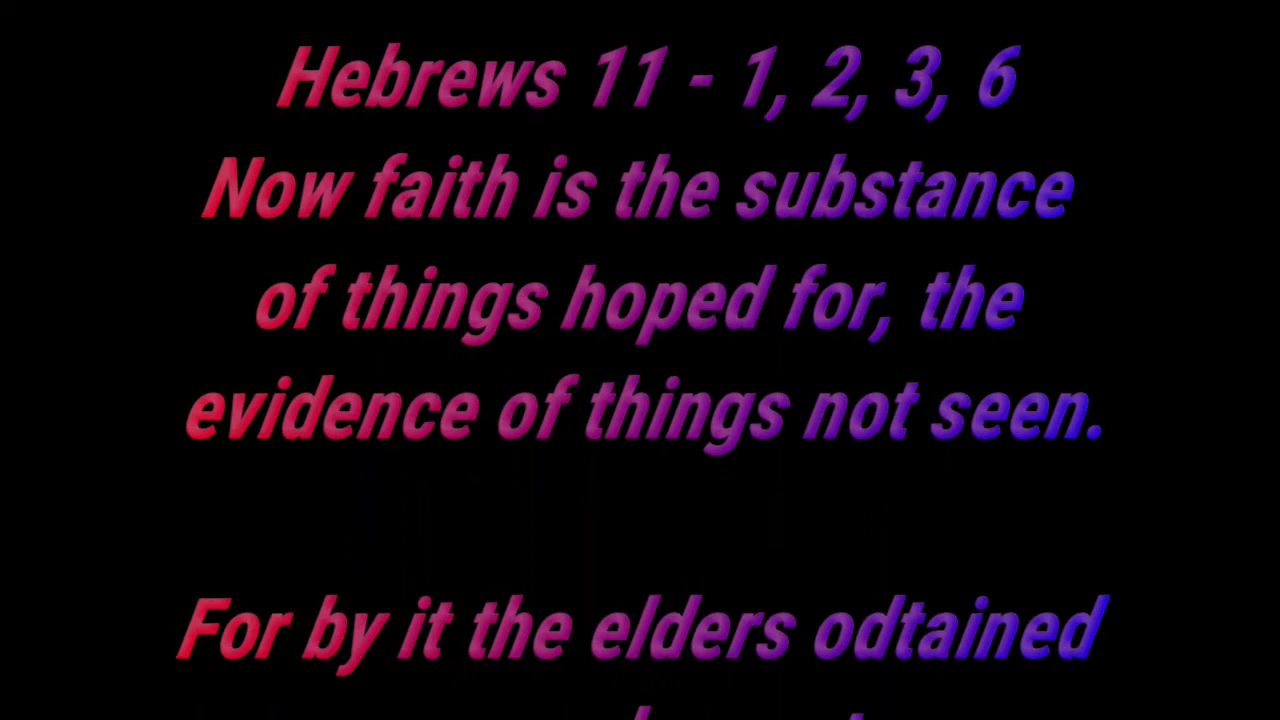 Hebrews 11 - 1, 2, 3, 6
Now faith is the substance
of things hoped for, the
evidence of things not seen.
For by it the elders odtained